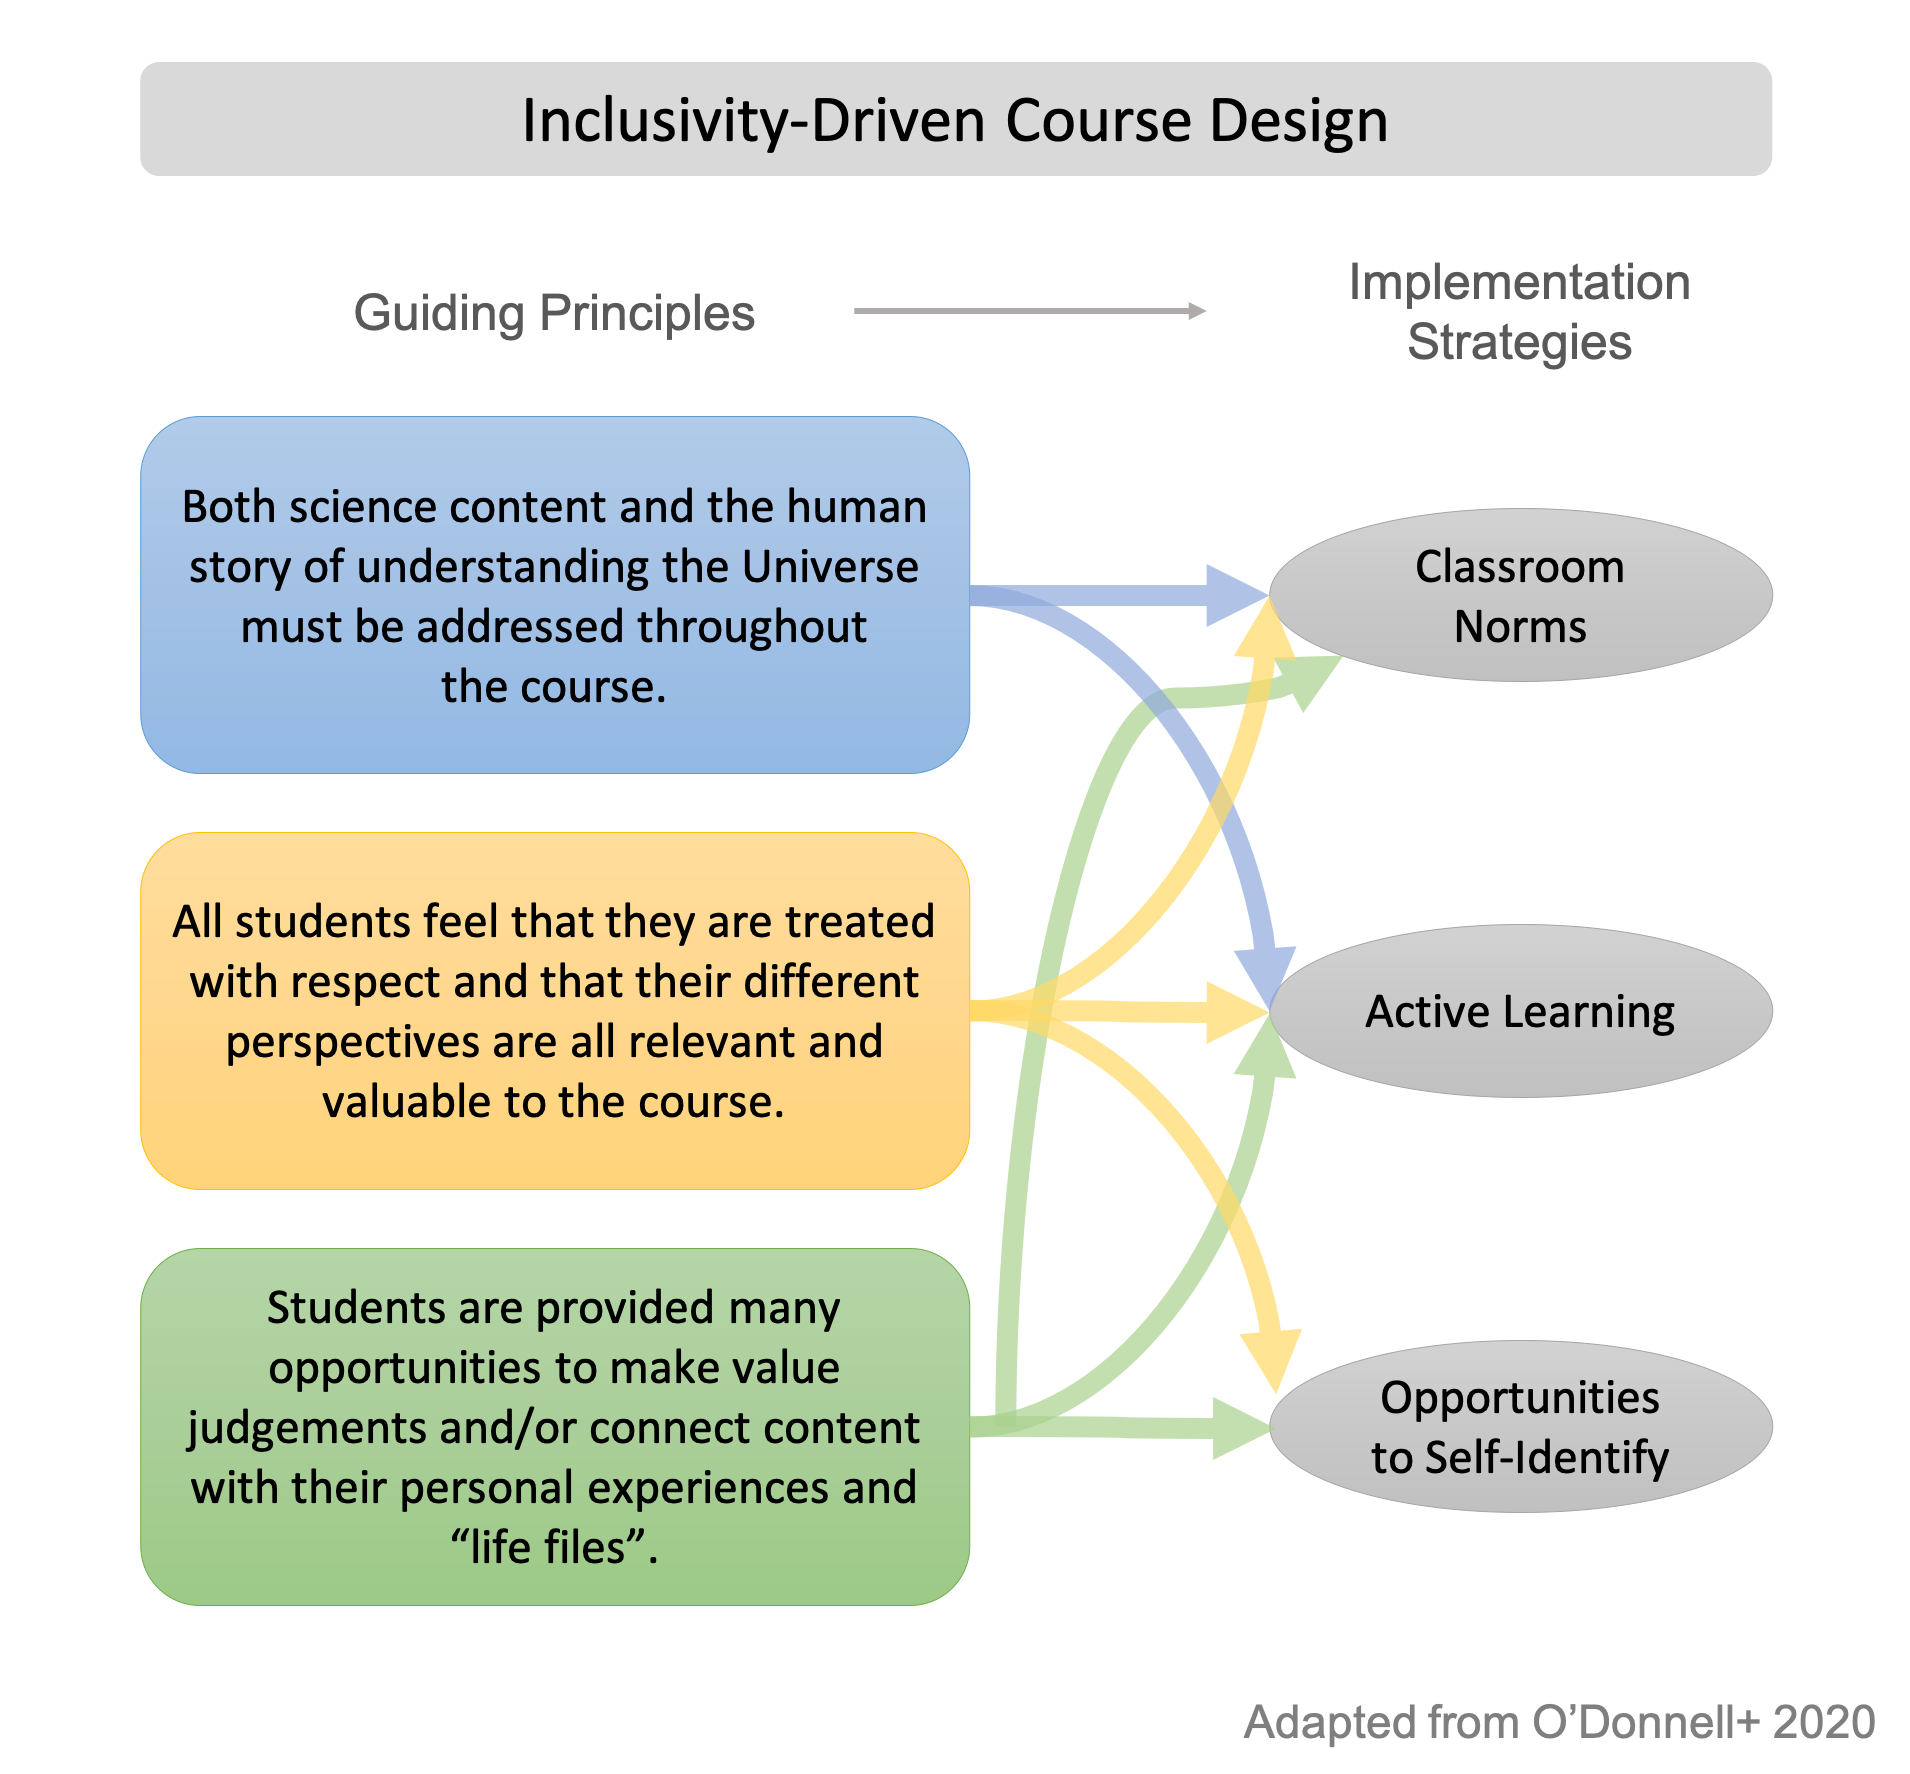 Inclusivity-Driven Course Design
Guiding Principles
Implementation
Strategies
Both science content and the human
story of understanding the Universe
must be addressed throughout
the course.
Classroom
Norms
All students feel that they are treated
with respect and that their different
perspectives are all relevant and
valuable to the course.
Active Learning
Students are provided many
opportunities to make value
judgements and/or connect content
with their personal experiences and
“life files”.
Opportunities
to Self-Identify
Adapted from O’Donnell+ 2020